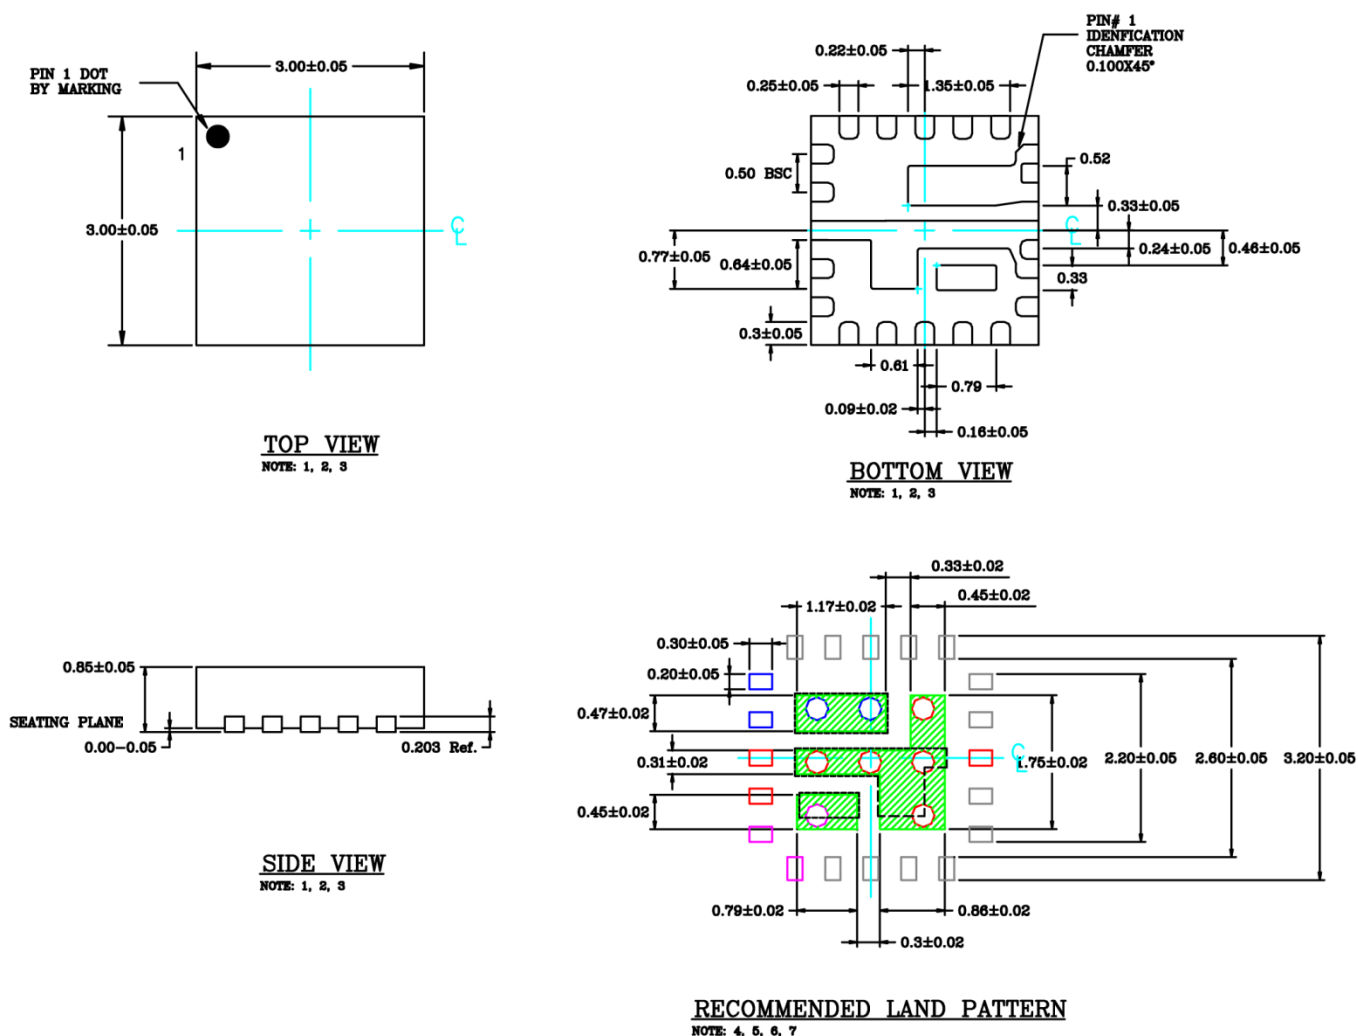 PIN 1 DOT
BY MARKING
3.00±0.05
1
3.00±0.05
TOP VIEW
NOTE: 1, 2, 3
PIN# 1
IDENFICATION
CHAMFER
0.100X45°
0.22±0.05
0.25±0.05
1.35±0.05
0.50 BSC
0.52
0.33±0.05
0.24±0.05
0.46±0.05
0.77±0.05
0.64±0.05
0.33
0.3±0.05
0.61
0.79
0.09±0.02
0.16±0.05
BOTTOM VIEW
NOTE: 1, 2, 3
0.85±0.05
SEATING PLANE
0.00-0.05
0.203 Ref.
SIDE VIEW
NOTE: 1, 2, 3
0.33±0.02
1.17±0.02
0.45±0.02
0.30±0.05
0.20±0.05
0.47±0.02
0.31±0.02
1.75±0.02
2.20±0.05
2.60±0.05
3.20±0.05
0.45±0.02
0.79±0.02
0.86±0.02
0.3±0.02
RECOMMENDED LAND PATTERN
NOTE: 4, 5, 6, 7